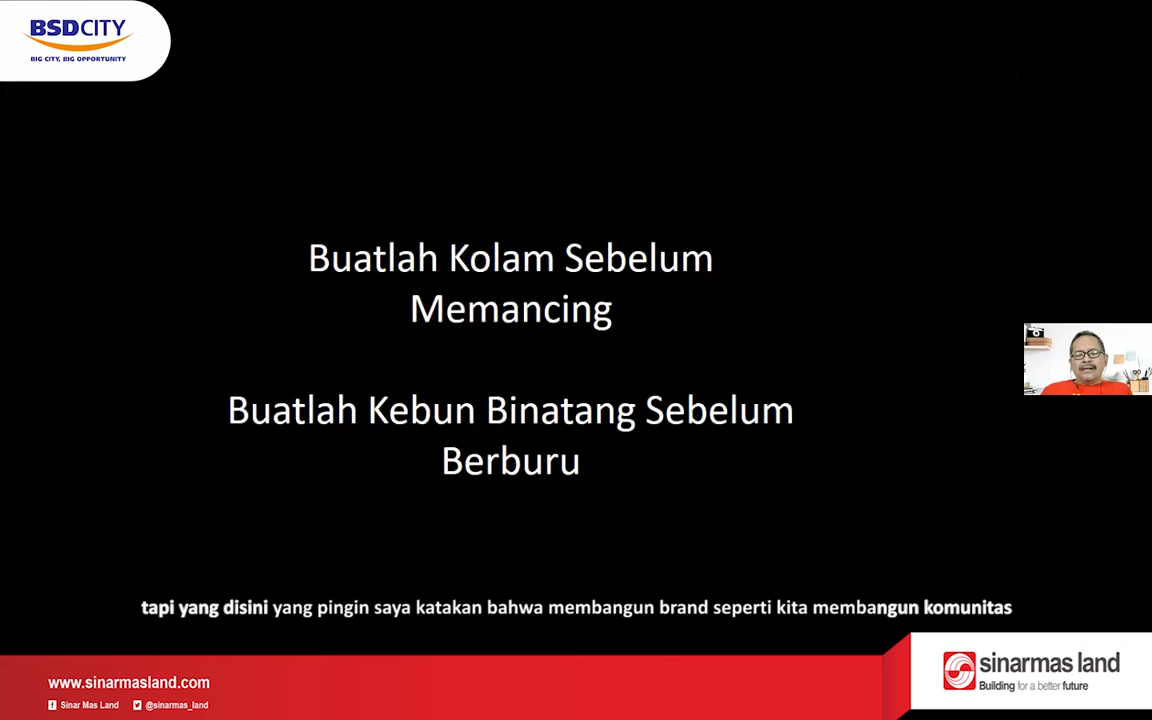 BSDCITY
BIG CITY, BIG OPPORTUNITY
Buatlah Kolam Sebelum
Memancing
Buatlah Kebun Binatang Sebelum
Berburu
tapi yang disini yang pingin saya katakan bahwa membangun brand seperti kita membangun komunitas
www.sinarmasland.com
Sinar Mas Land
@sinarmas_land
sinarmas land
Building for a better future